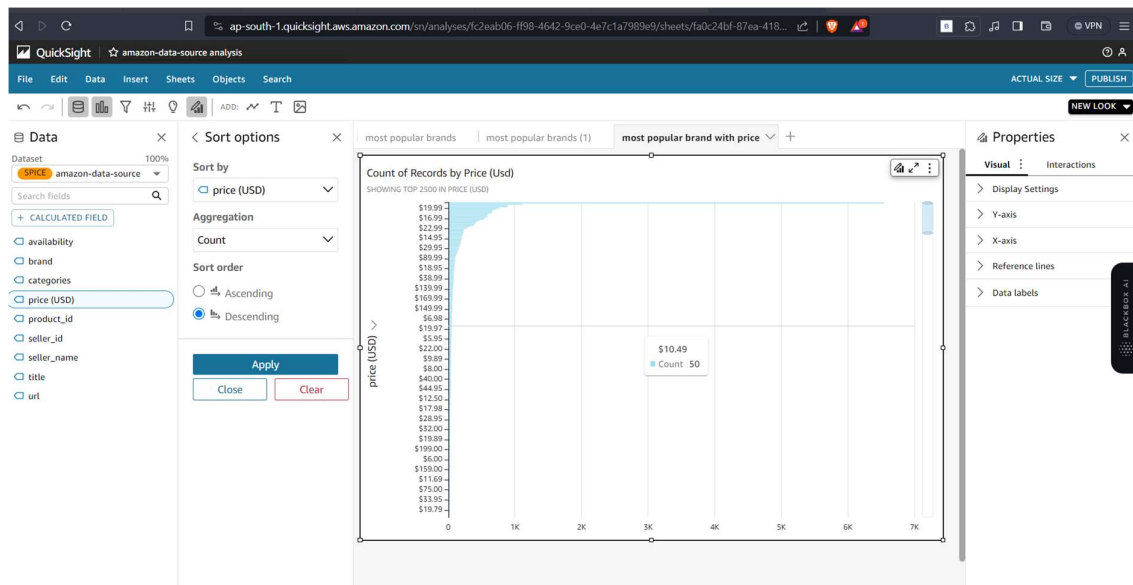 ap-south-1.quicksight.aws.amazon.com/sn/analyses/fc2eab06-ff98-4642-9ce0-4e7c1a7989e9/sheets/fa0c24bf-87ea-418...
VPN
QuickSight amazon-data-source analysis
File Edit Data Insert Sheets Objects Search ACTUAL SIZE PUBLISH
ADD: NEW LOOK
Data
Dataset 100%
SPICE amazon-data-source
Search fields
+ CALCULATED FIELD
availability
brand
categories
price (USD)
product_id
seller_id
seller_name
title
url
Sort options
Sort by
price (USD)
Aggregation
Count
Sort order
Ascending
Descending
Apply
Close Clear
most popular brands most popular brands (1) most popular brand with price
Count of Records by Price (Usd)
SHOWING TOP 2500 IN PRICE (USD)
price (USD)
$19.99
$16.99
$22.99
$14.95
$29.95
$89.99
$18.95
$38.99
$139.99
$169.99
$149.99
$6.98
$19.97
$5.95
$22.00
$9.89
$8.00
$40.00
$44.95
$12.50
$17.98
$28.95
$32.00
$19.89
$199.00
$6.00
$159.00
$11.69
$75.00
$33.95
$19.79
0 1K 2K 3K 4K 5K 6K 7K
$10.49
Count 50
Properties
Visual Interactions
Display Settings
Y-axis
X-axis
Reference lines
Data labels
BLACKBOX AI